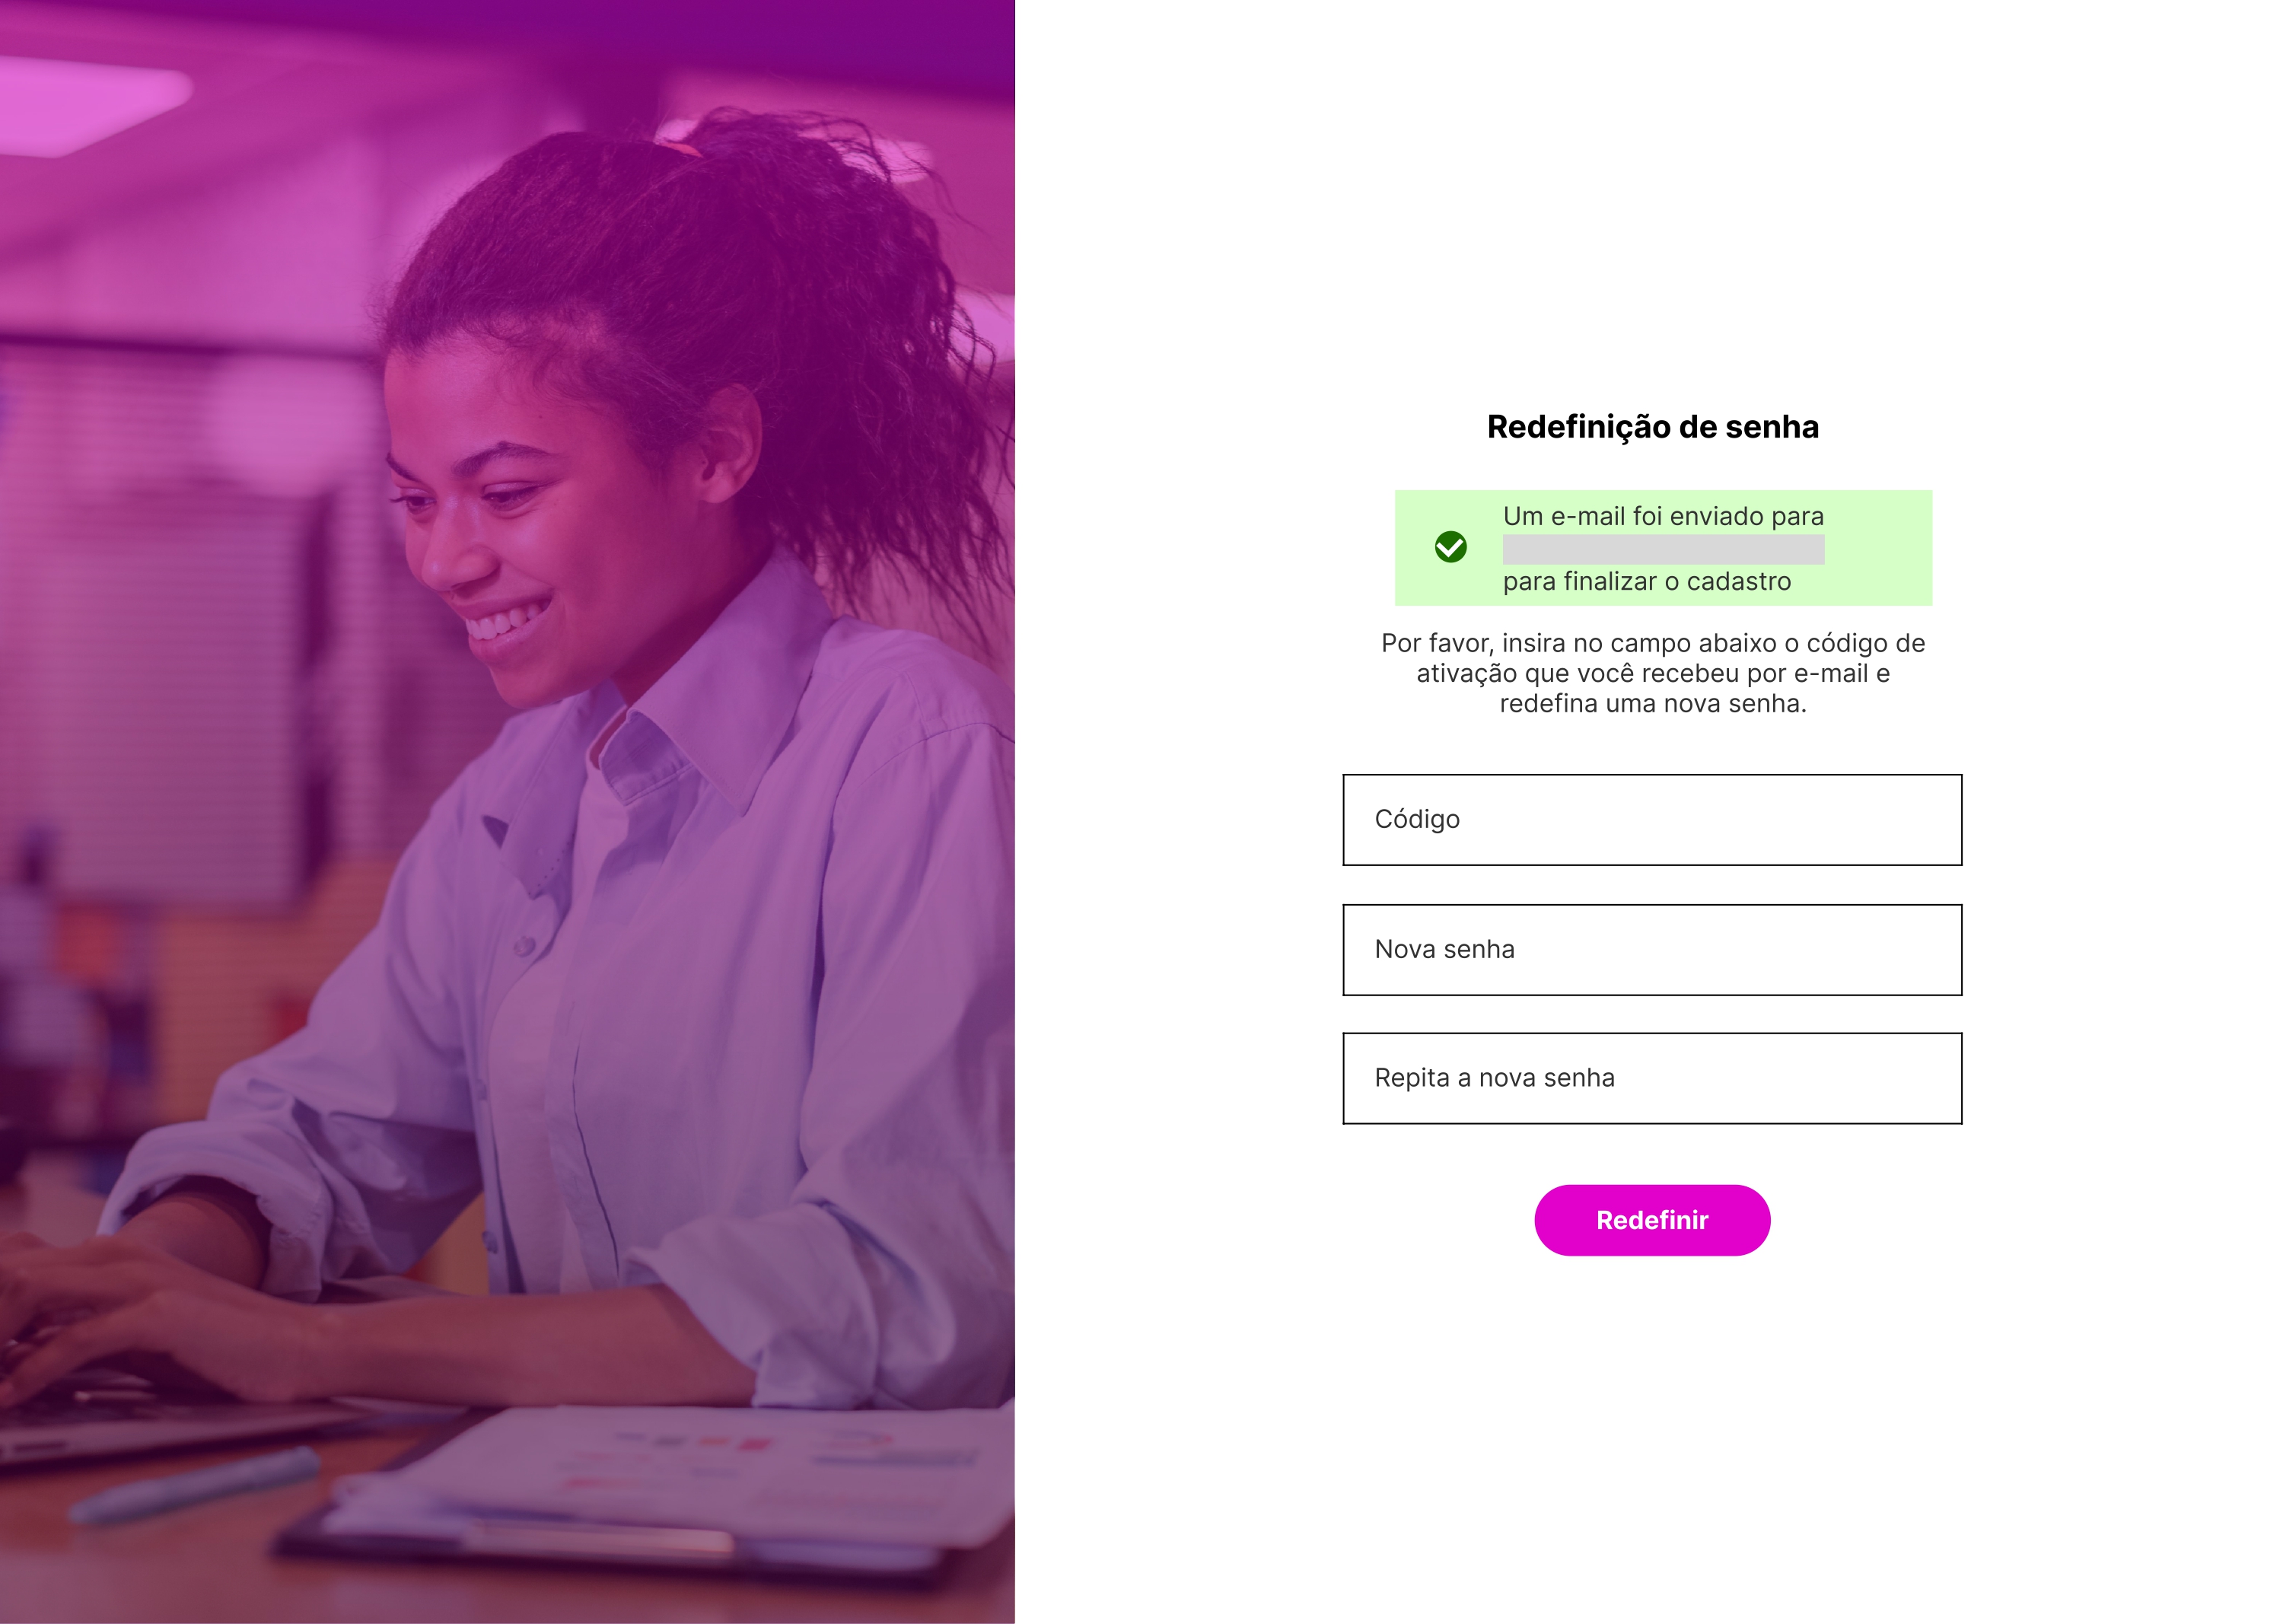 Redefinição de senha
Um e-mail foi enviado para
para finalizar o cadastro
Por favor, insira no campo abaixo o código de
ativação que você recebeu por e-mail e
redefina uma nova senha.
Código
Nova senha
Repita a nova senha
Redefinir